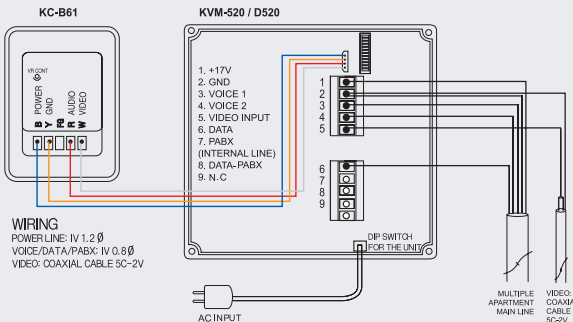 KC-B61
KVM-520 / D520
VR CONT
POWER
GND
AUDIO
VIDEO
B Y FG R W
1. +17V
2. GND
3. VOICE 1
4. VOICE 2
5. VIDEO INPUT
6. DATA
7. PABX
(INTERNAL LINE)
8. DATA-PABX
9. N.C
1
2
3
4
5
6
7
8
9
WIRING
POWER LINE: IV 1.2 Ø
VOICE/DATA/PABX: IV 0.8 Ø
VIDEO: COAXIAL CABLE 5C-2V
DIP SWITCH
FOR THE UNIT
AC INPUT
MULTIPLE
APARTMENT
MAIN LINE
VIDEO:
COAXIA
CABLE
5C-2V